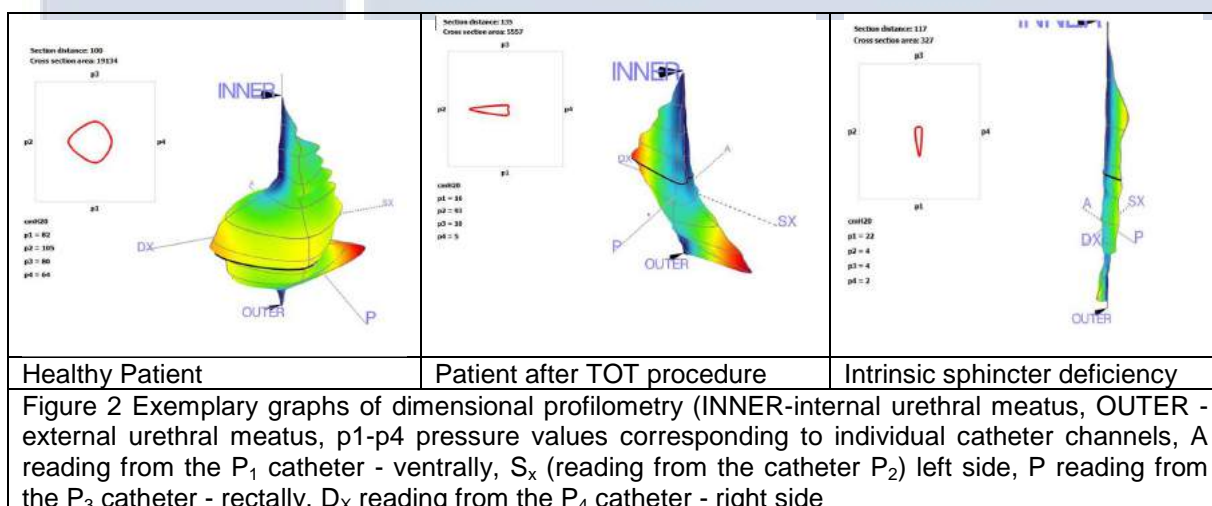 Section distance: 100
Cross section area: 19134
p3
p2
p4
p1
cmH20
p1 = 82
p2 = 105
p3 = 80
p4 = 64
INNER
SX
DX
OUTER
P
Section distance: 135
Cross section area: 5557
p3
p2
p4
p1
cmH20
p2 = 93
p4 = 5
INNER
DX
A
SX
P
OUTER
Section distance: 117
Cross section area: 327
p3
p2
p4
p1
cmH20
p1 = 22
p2 = 4
p3 = 4
p4 = 2
INNER
A
SX
DX
P
OUTER
Healthy Patient
Patient after TOT procedure
Intrinsic sphincter deficiency
Figure 2 Exemplary graphs of dimensional profilometry (INNER-internal urethral meatus, OUTER -
external urethral meatus, p1-p4 pressure values corresponding to individual catheter channels, A
reading from the P1 catheter - ventrally, Sx (reading from the catheter P2) left side, P reading from
the P3 catheter - rectally, DX reading from the P4 catheter - right side